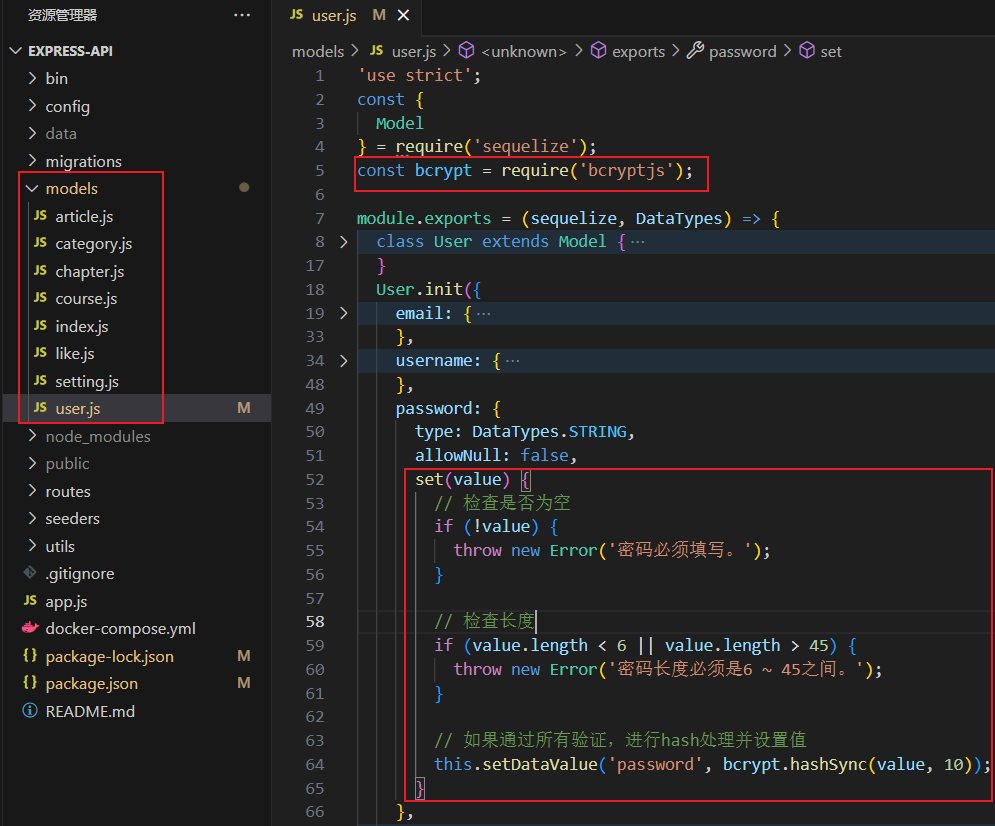 资源管理器 ···
EXPRESS-API
bin
config
data
migrations
models
JS article.js
JS category.js
JS chapter.js
JS course.js
JS index.js
JS like.js
JS setting.js
JS user.js M
node_modules
public
routes
seeders
utils
.gitignore
JS app.js
docker-compose.yml
{} package-lock.json M
{} package.json M
README.md
JS user.js M
models > JS user.js > <unknown> > exports > password > set
1 'use strict';
2 const {
3 Model
4 } = require('sequelize');
5 const bcrypt = require('bcryptjs');
6
7 module.exports = (sequelize, DataTypes) => {
8 class User extends Model { ···
17 }
18 User.init({
19 email: { ···
33 },
34 username: { ···
48 },
49 password: {
50 type: DataTypes.STRING,
51 allowNull: false,
52 set(value) {
53 // 检查是否为空
54 if (!value) {
55 throw new Error('密码必须填写。');
56 }
57
58 // 检查长度
59 if (value.length < 6 || value.length > 45) {
60 throw new Error('密码长度必须是6 ~ 45之间。');
61 }
62
63 // 如果通过所有验证，进行hash处理并设置值
64 this.setDataValue('password', bcrypt.hashSync(value, 10));
65 }
66 },